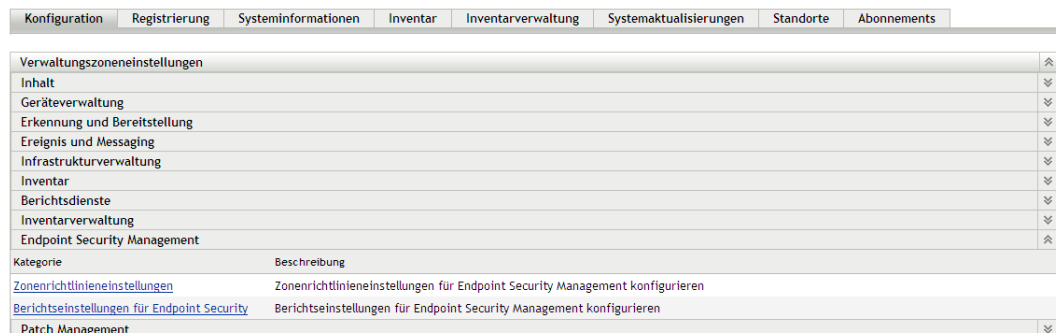 Konfiguration Registrierung Systeminformationen Inventar Inventarverwaltung Systemaktualisierungen Standorte Abonnements
Verwaltungszoneneinstellungen
Inhalt
Geräteverwaltung
Erkennung und Bereitstellung
Ereignis und Messaging
Infrastrukturverwaltung
Inventar
Berichtsdienste
Inventarverwaltung
Endpoint Security Management
Kategorie Beschreibung
Zonenrichtlinieneinstellungen Zonenrichtlinieneinstellungen für Endpoint Security Management konfigurieren
Berichtseinstellungen für Endpoint Security Berichtseinstellungen für Endpoint Security Management konfigurieren
Patch Management